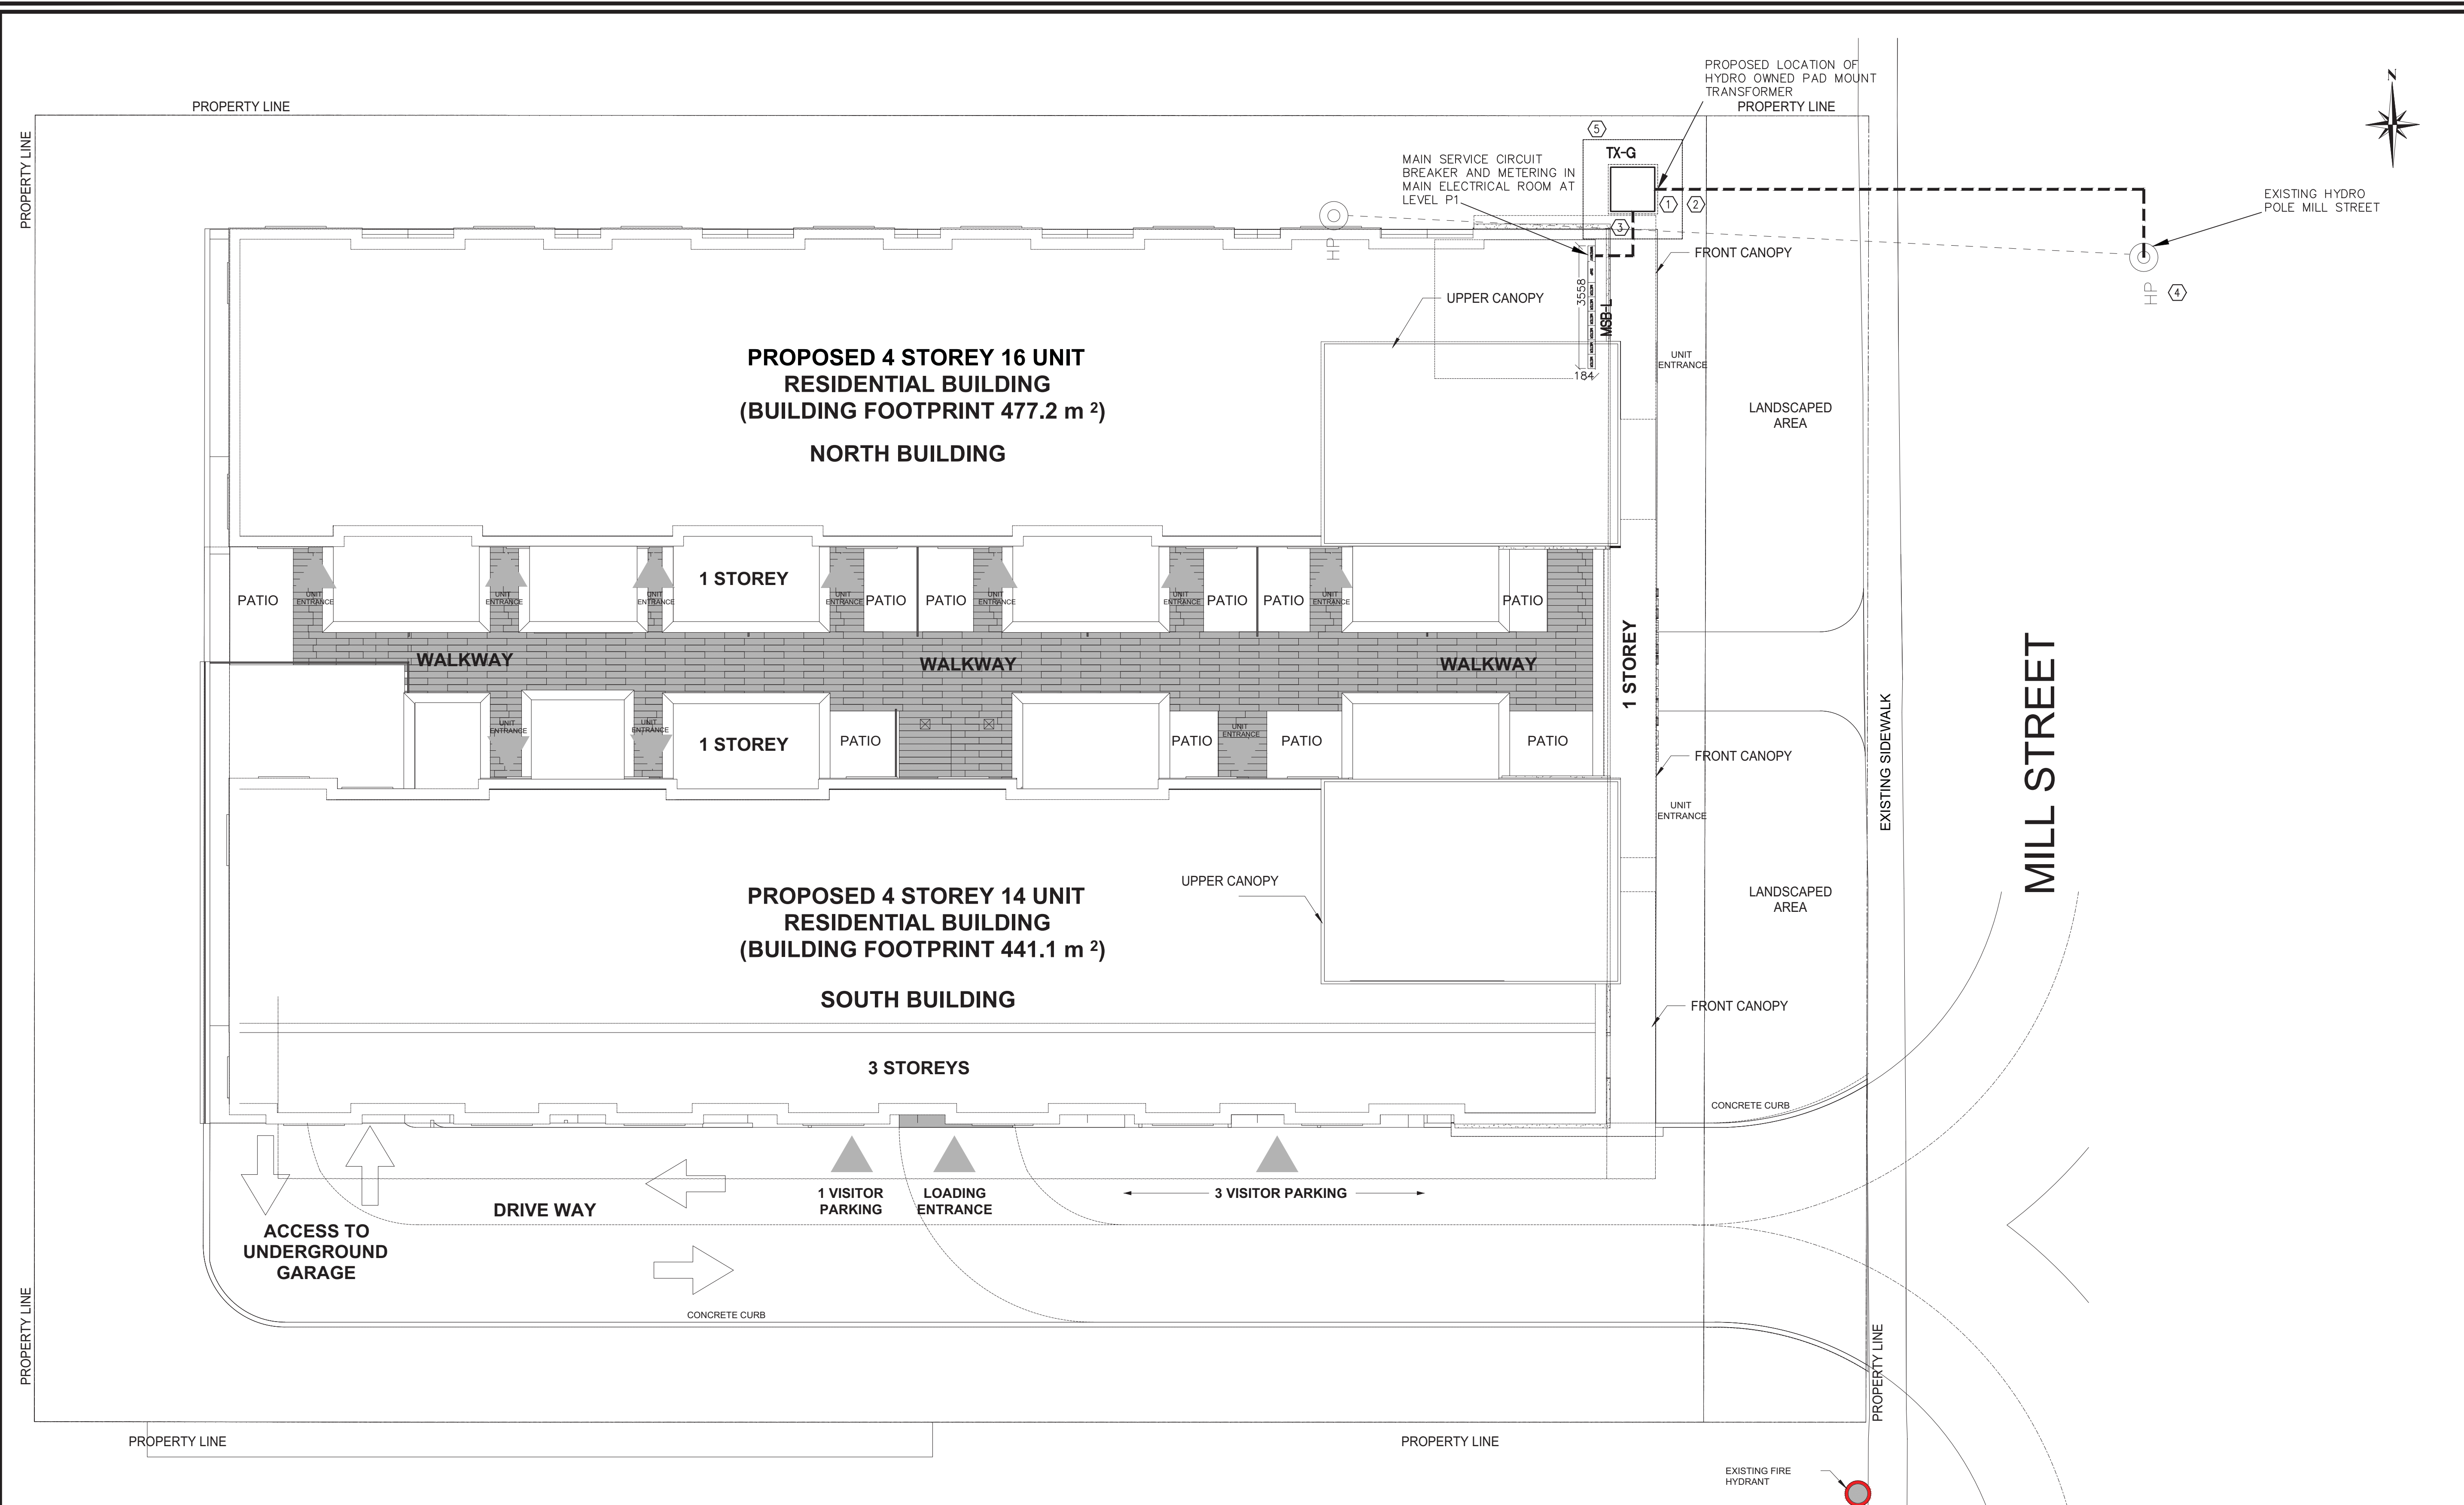 PROPOSED LOCATION OF
HYDRO OWNED PAD MOUNT
TRANSFORMER
PROPERTY LINE
PROPERTY LINE
PROPERTY LINE
N
5
TX-G
MAIN SERVICE CIRCUIT
BREAKER AND METERING IN
MAIN ELECTRICAL ROOM AT
LEVEL P1
1
2
3
EXISTING HYDRO
POLE MILL STREET
HP
FRONT CANOPY
HP
4
3558
MSB-L
184
UPPER CANOPY
UNIT
ENTRANCE
PROPOSED 4 STOREY 16 UNIT
RESIDENTIAL BUILDING
(BUILDING FOOTPRINT 477.2 m ²)
NORTH BUILDING
LANDSCAPED
AREA
1 STOREY
PATIO
UNIT
ENTRANCE
UNIT
ENTRANCE
UNIT
ENTRANCE
UNIT
ENTRANCE
PATIO
PATIO
UNIT
ENTRANCE
UNIT
ENTRANCE
PATIO
PATIO
UNIT
ENTRANCE
PATIO
WALKWAY
WALKWAY
WALKWAY
1 STOREY
MILL STREET
EXISTING SIDEWALK
UNIT
ENTRANCE
UNIT
ENTRANCE
1 STOREY
PATIO
PATIO
UNIT
ENTRANCE
PATIO
PATIO
FRONT CANOPY
UNIT
ENTRANCE
UPPER CANOPY
PROPOSED 4 STOREY 14 UNIT
RESIDENTIAL BUILDING
(BUILDING FOOTPRINT 441.1 m ²)
SOUTH BUILDING
LANDSCAPED
AREA
FRONT CANOPY
3 STOREYS
CONCRETE CURB
1 VISITOR
PARKING
LOADING
ENTRANCE
3 VISITOR PARKING
DRIVE WAY
ACCESS TO
UNDERGROUND
GARAGE
CONCRETE CURB
PROPERTY LINE
PROPERTY LINE
PROPERTY LINE
PROPERTY LINE
EXISTING FIRE
HYDRANT